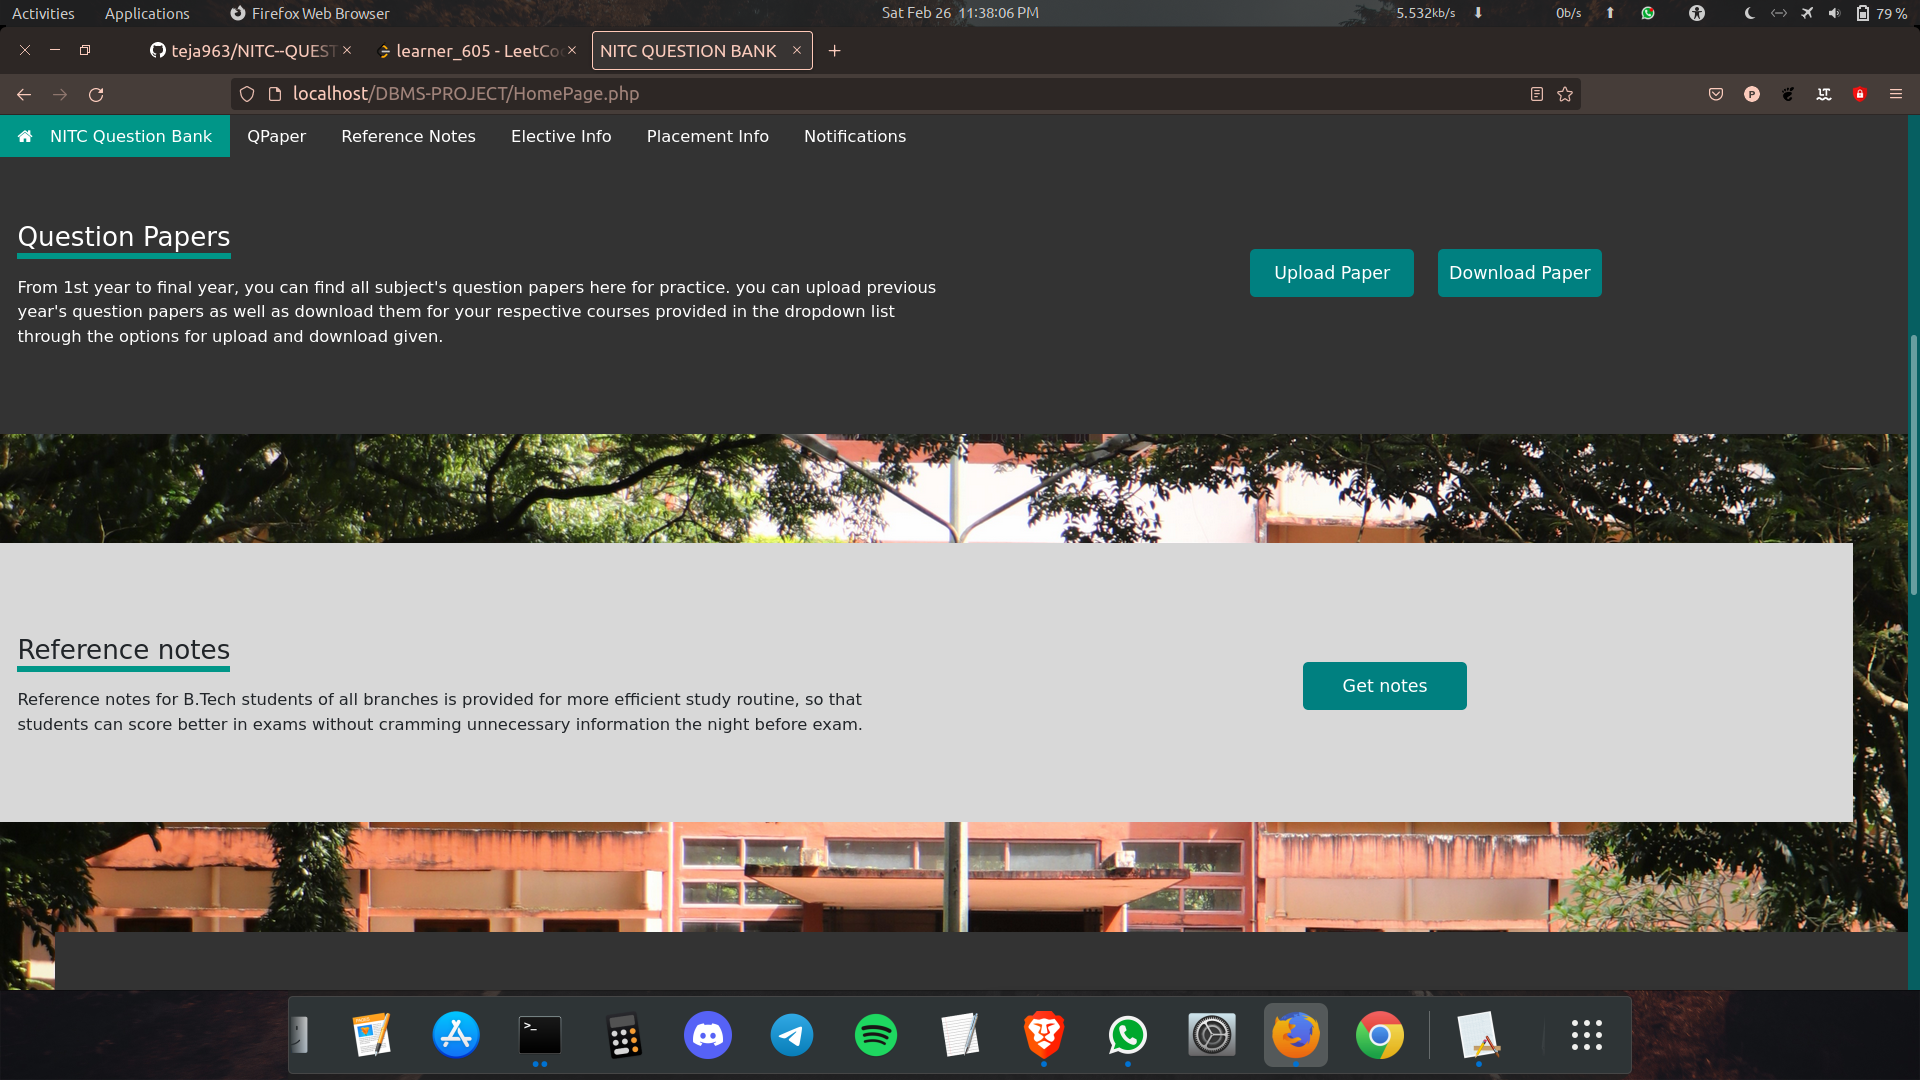 Activities Applications Firefox Web Browser Sat Feb 26 11:38:06 PM 5.532kb/s 0b/s 79 %
teja963/NITC--QUEST learner_605 - LeetCo NITC QUESTION BANK
localhost/DBMS-PROJECT/HomePage.php
NITC Question Bank QPaper Reference Notes Elective Info Placement Info Notifications
Question Papers
Upload Paper Download Paper
From 1st year to final year, you can find all subject's question papers here for practice. you can upload previous
year's question papers as well as download them for your respective courses provided in the dropdown list
through the options for upload and download given.
Reference notes
Get notes
Reference notes for B.Tech students of all branches is provided for more efficient study routine, so that
students can score better in exams without cramming unnecessary information the night before exam.